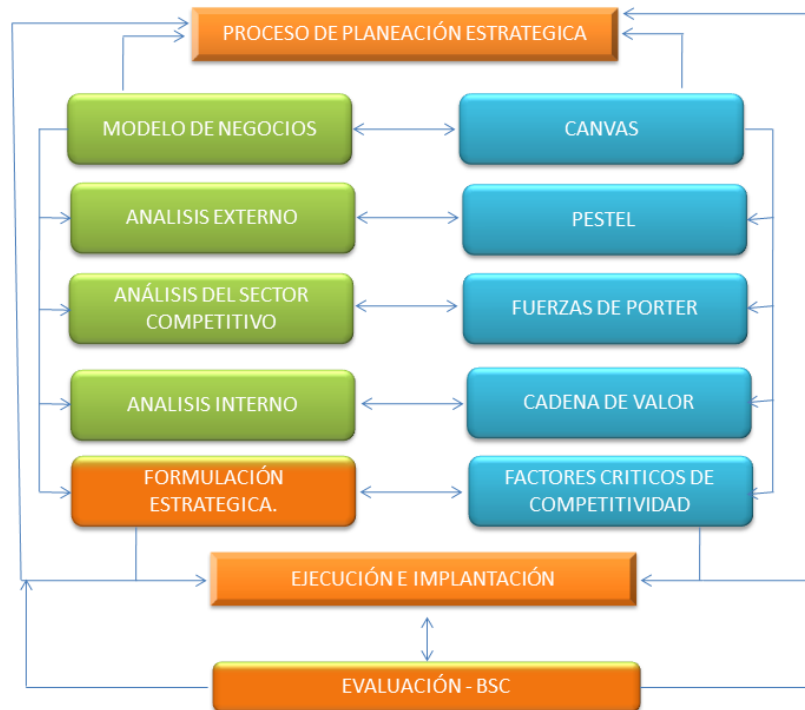 PROCESO DE PLANEACIÓN ESTRATEGICA
MODELO DE NEGOCIOS
CANVAS
ANALISIS EXTERNO
PESTEL
ANÁLISIS DEL SECTOR
COMPETITIVO
FUERZAS DE PORTER
ANALISIS INTERNO
CADENA DE VALOR
FORMULACIÓN
ESTRATEGICA.
FACTORES CRITICOS DE
COMPETITIVIDAD
EJECUCIÓN E IMPLANTACIÓN
EVALUACIÓN - BSC